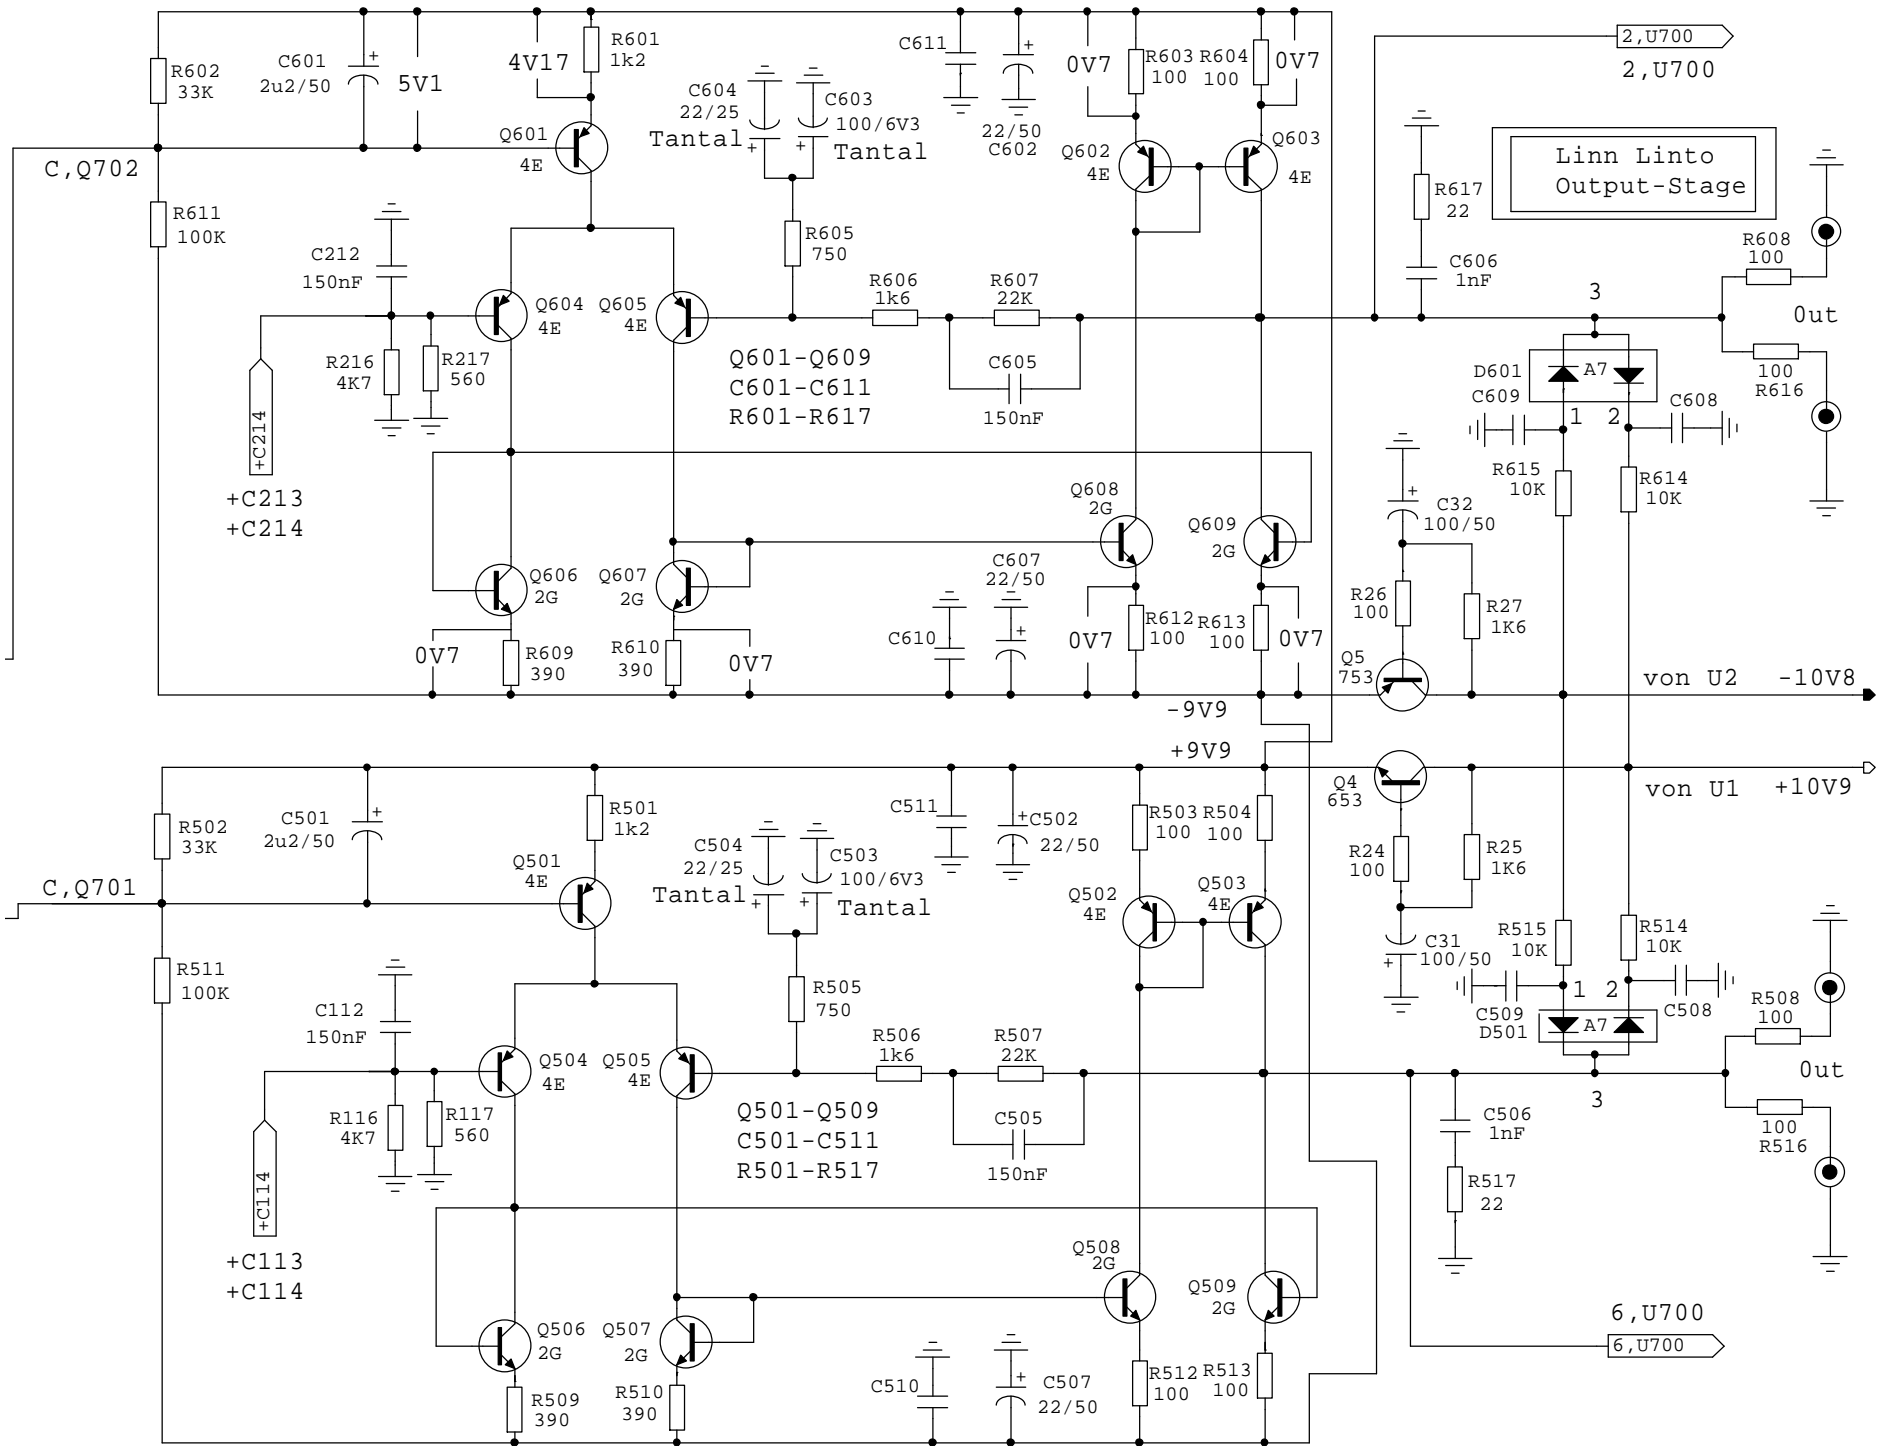 R602
33K
C601
2u2/50
5V1
4V17
R601
1k2
Q601
4E
C604
22/25
Tantal
C603
100/6V3
Tantal
C611
22/50
C602
0V7
R603
100
R604
100
0V7
Q602
4E
Q603
4E
2,U700
2,U700
Linn Linto
Output-Stage
C,Q702
R611
100K
C212
150nF
R605
750
R617
22
C606
1nF
R608
100
Q604
4E
Q605
4E
R606
1k6
R607
22K
3
Out
R216
4K7
R217
560
Q601-Q609
C601-C611
R601-R617
C605
150nF
D601
A7
100
R616
C609
1
2
C608
+C214
+C213
+C214
R615
10K
R614
10K
Q608
2G
Q609
2G
C32
100/50
Q606
2G
Q607
2G
C607
22/50
R26
100
R27
1K6
0V7
R609
390
R610
390
0V7
C610
0V7
R612
100
R613
100
0V7
Q5
753
von U2
-10V8
-9V9
+9V9
Q4
653
von U1
+10V9
R502
33K
C501
2u2/50
R501
1k2
Q501
4E
C504
22/25
Tantal
C503
100/6V3
Tantal
C511
C502
22/50
R503
100
R504
100
R24
100
R25
1K6
C,Q701
Q502
4E
Q503
4E
C31
100/50
R515
10K
R514
10K
R511
100K
C112
150nF
R505
750
C509
1
2
C508
D501
A7
R508
100
Q504
4E
Q505
4E
R506
1k6
R507
22K
3
Out
R116
4K7
R117
560
Q501-Q509
C501-C511
R501-R517
C505
150nF
C506
1nF
100
R516
R517
22
+C114
+C113
+C114
Q508
2G
Q509
2G
Q506
2G
Q507
2G
6,U700
6,U700
R509
390
R510
390
C510
C507
22/50
R512
100
R513
100